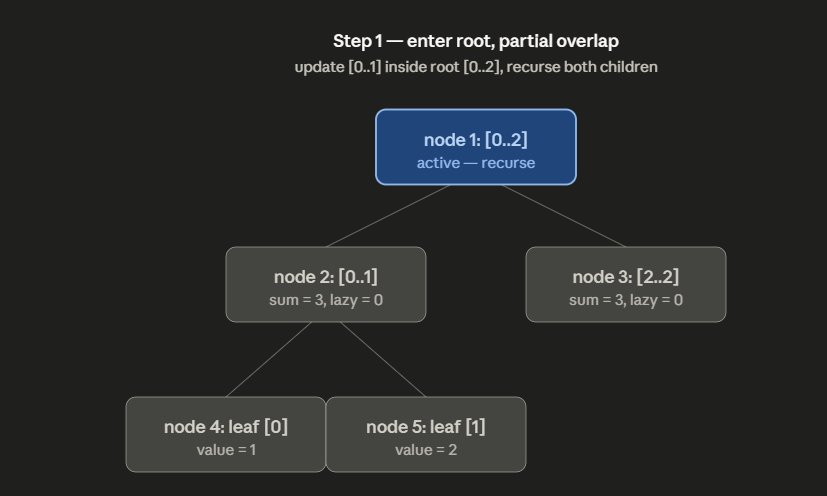 Step 1 — enter root, partial overlap
update [0..1] inside root [0..2], recurse both children
node 1: [0..2]
active — recurse
node 2: [0..1]
sum = 3, lazy = 0
node 3: [2..2]
sum = 3, lazy = 0
node 4: leaf [0]
value = 1
node 5: leaf [1]
value = 2